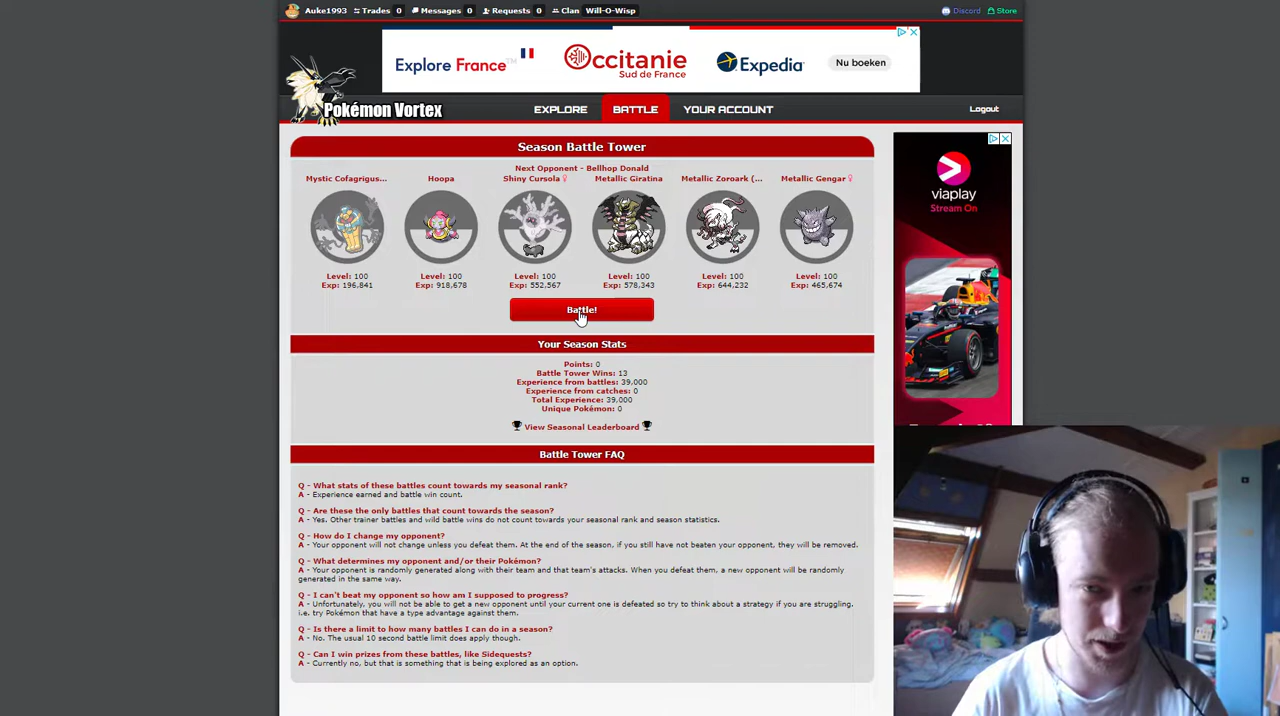 Auke1993 Trades 0 Messages 0 Requests 0 Clan Will-O-Wisp Discord Store
Explore France™ Occitanie Sud de France Expedia Nu boeken
Pokémon Vortex EXPLORE BATTLE YOUR ACCOUNT Logout
Season Battle Tower
Next Opponent - Bellhop Donald
Mystic Cofagrigus... Hoopa Shiny Cursola ♀ Metallic Giratina Metallic Zoroark (... Metallic Gengar ♀
Level: 100 Level: 100 Level: 100 Level: 100 Level: 100 Level: 100
Exp: 196,841 Exp: 918,678 Exp: 552,567 Exp: 578,343 Exp: 644,232 Exp: 465,674
Battle!
Your Season Stats
Points: 0
Battle Tower Wins: 13
Experience from battles: 39,000
Experience from catches: 0
Total Experience: 39,000
Unique Pokémon: 0
View Seasonal Leaderboard
Battle Tower FAQ
Q - What stats of these battles count towards my seasonal rank?
A - Experience earned and battle win count.
Q - Are these the only battles that count towards the season?
A - Yes. Other trainer battles and wild battle wins do not count towards your seasonal rank and season statistics.
Q - How do I change my opponent?
A - Your opponent will not change unless you defeat them. At the end of the season, if you still have not beaten your opponent, they will be removed.
Q - What determines my opponent and/or their Pokémon?
A - Your opponent is randomly generated along with their team and that team's attacks. When you defeat them, a new opponent will be randomly
generated in the same way.
Q - I can't beat my opponent so how am I supposed to progress?
A - Unfortunately, you will not be able to get a new opponent until your current one is defeated so try to think about a strategy if you are struggling.
i.e. try Pokémon that have a type advantage against them.
Q - Is there a limit to how many battles I can do in a season?
A - No. The usual 10 second battle limit does apply though.
Q - Can I win prizes from these battles, like Sidequests?
A - Currently no, but that is something that is being explored as an option.
viaplay
Stream On